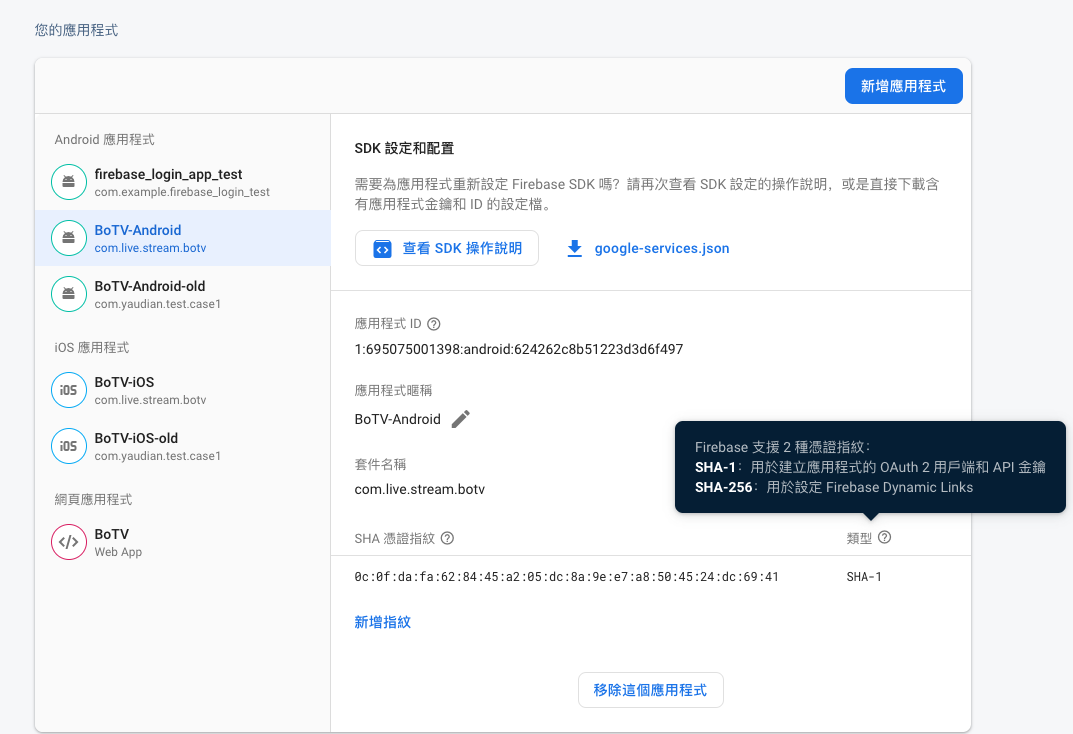 您的應用程式
新增應用程式
Android 應用程式
firebase_login_app_test
com.example.firebase_login_test
BoTV-Android
com.live.stream.botv
BoTV-Android-old
com.yaudian.test.case1
iOS 應用程式
iOS
BoTV-iOS
com.live.stream.botv
iOS
BoTV-iOS-old
com.yaudian.test.case1
網頁應用程式
BoTV
Web App
SDK 設定和配置
需要為應用程式重新設定 Firebase SDK 嗎？請再次查看 SDK 設定的操作說明，或是直接下載含
有應用程式金鑰和 ID 的設定檔。
查看 SDK 操作說明
google-services.json
應用程式 ID
1:695075001398:android:624262c8b51223d3d6f497
應用程式暱稱
BoTV-Android
套件名稱
com.live.stream.botv
Firebase 支援 2 種憑證指紋：
SHA-1：用於建立應用程式的 OAuth 2 用戶端和 API 金鑰
SHA-256：用於設定 Firebase Dynamic Links
SHA 憑證指紋
類型
0c:0f:da:fa:62:84:45:a2:05:dc:8a:9e:e7:a8:50:45:24:dc:69:41
SHA-1
新增指紋
移除這個應用程式